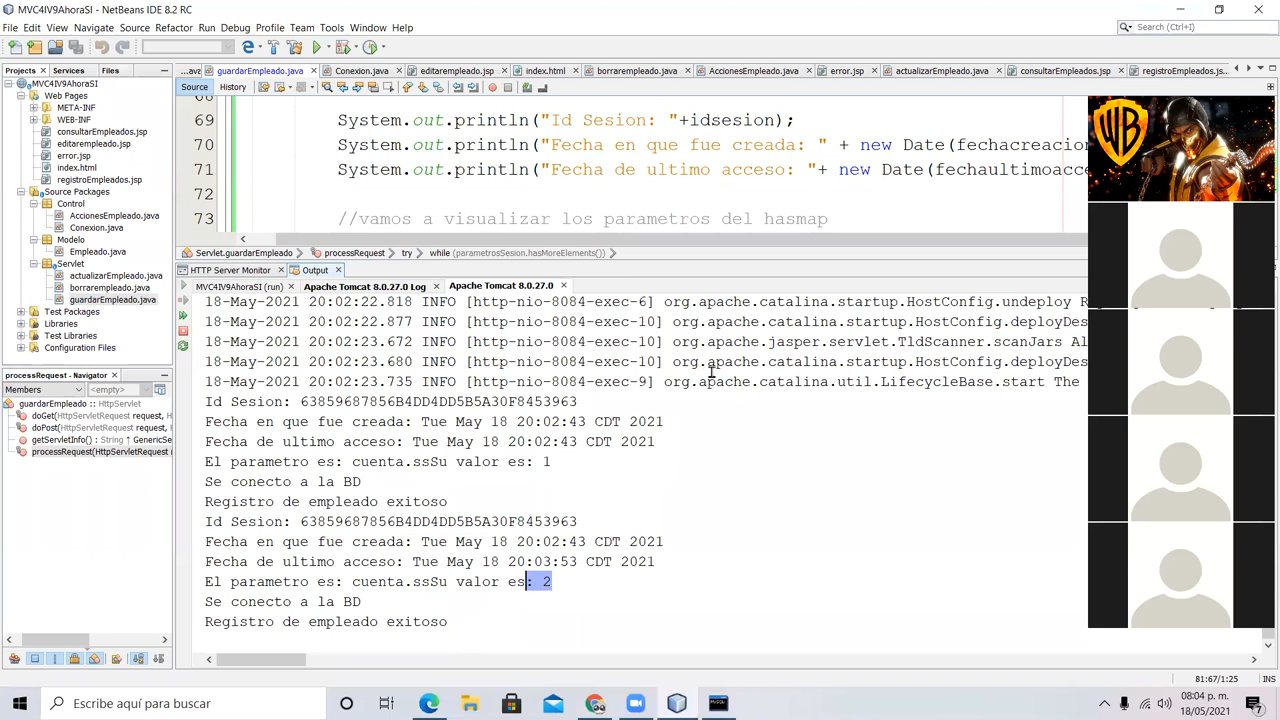 MVC4IV9AhoraSI - NetBeans IDE 8.2 RC
File Edit View Navigate Source Refactor Run Debug Profile Team Tools Window Help
Search (Ctrl+I)
Projects Services Files
...ava guardarEmpleado.java Conexion.java editarempleado.jsp index.html borrarempleado.java error.jsp actualizarEmpleado.java consultarEmpleados.jsp registroEmpleado.js...
Source History
MVC4IV9AhoraSI
Web Pages
META-INF
WEB-INF
consultarEmpleados.jsp
editarempleado.jsp
error.jsp
index.html
registroEmpleados.jsp
Source Packages
Control
AccionesEmpleado.java
Conexion.java
Modelo
Empleado.java
Servlet
actualizarEmpleado.java
borrarempleado.java
guardarEmpleado.java
Test Packages
Libraries
Test Libraries
Configuration Files
68
69 System.out.println("Id Sesion: "+idsesion);
70 System.out.println("Fecha en que fue creada: " + new Date(fechacreacion
71 System.out.println("Fecha de ultimo acceso: "+ new Date(fechaultimoacce
72
73 //vamos a visualizar los parametros del hasmap
Servlet.guardarEmpleado processRequest try while (parametrosSesion.hasMoreElements())
HTTP Server Monitor Output
MVC4IV9AhoraSI (run) Apache Tomcat 8.0.27.0 Log Apache Tomcat 8.0.27.0
18-May-2021 20:02:22.818 INFO [http-nio-8084-exec-6] org.apache.catalina.startup.HostConfig.undeploy R
18-May-2021 20:02:22.877 INFO [http-nio-8084-exec-10] org.apache.catalina.startup.HostConfig.deployDes
18-May-2021 20:02:23.672 INFO [http-nio-8084-exec-10] org.apache.jasper.servlet.TldScanner.scanJars Al
18-May-2021 20:02:23.680 INFO [http-nio-8084-exec-10] org.apache.catalina.startup.HostConfig.deployDes
18-May-2021 20:02:23.735 INFO [http-nio-8084-exec-9] org.apache.catalina.util.LifecycleBase.start The
Id Sesion: 63859687856B4DD4DD5B5A30F8453963
Fecha en que fue creada: Tue May 18 20:02:43 CDT 2021
Fecha de ultimo acceso: Tue May 18 20:02:43 CDT 2021
El parametro es: cuenta.ssSu valor es: 1
Se conecto a la BD
Registro de empleado exitoso
Id Sesion: 63859687856B4DD4DD5B5A30F8453963
Fecha en que fue creada: Tue May 18 20:02:43 CDT 2021
Fecha de ultimo acceso: Tue May 18 20:03:53 CDT 2021
El parametro es: cuenta.ssSu valor es: 2
Se conecto a la BD
Registro de empleado exitoso
processRequest - Navigator
Members <empty>
guardarEmpleado :: HttpServlet
doGet(HttpServletRequest request,
doPost(HttpServletRequest request,
getServletInfo() : String ↑ GenericSe
processRequest(HttpServletRequest
WB
81:67/1:25 INS
Escribe aquí para buscar
08:04 p. m.
18/05/2021
7